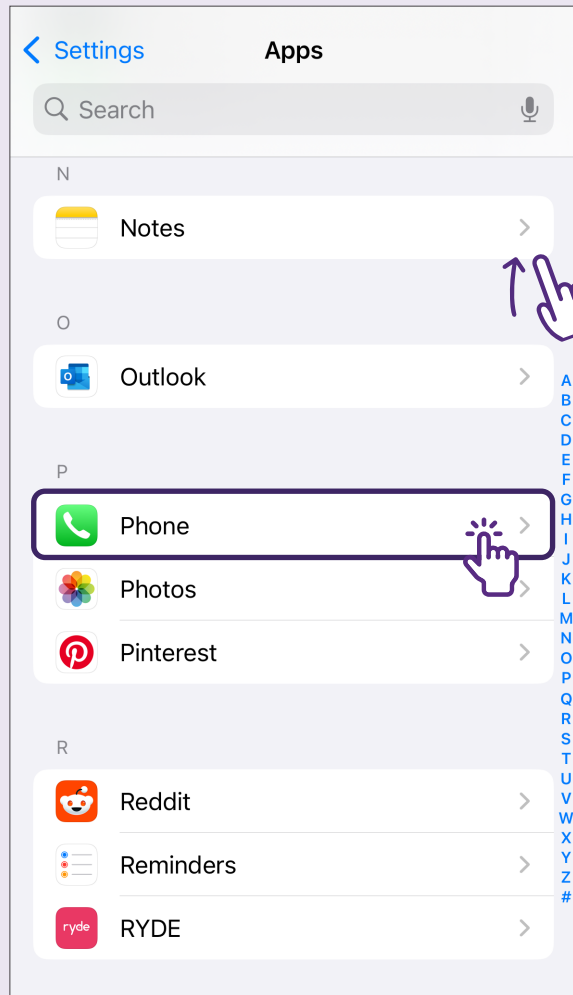 Settings Apps
Search
N
Notes
O
Outlook
P
Phone
Photos
Pinterest
R
Reddit
Reminders
ryde RYDE
A
B
C
D
E
F
G
H
I
J
K
L
M
N
O
P
Q
R
S
T
U
V
W
X
Y
Z
#